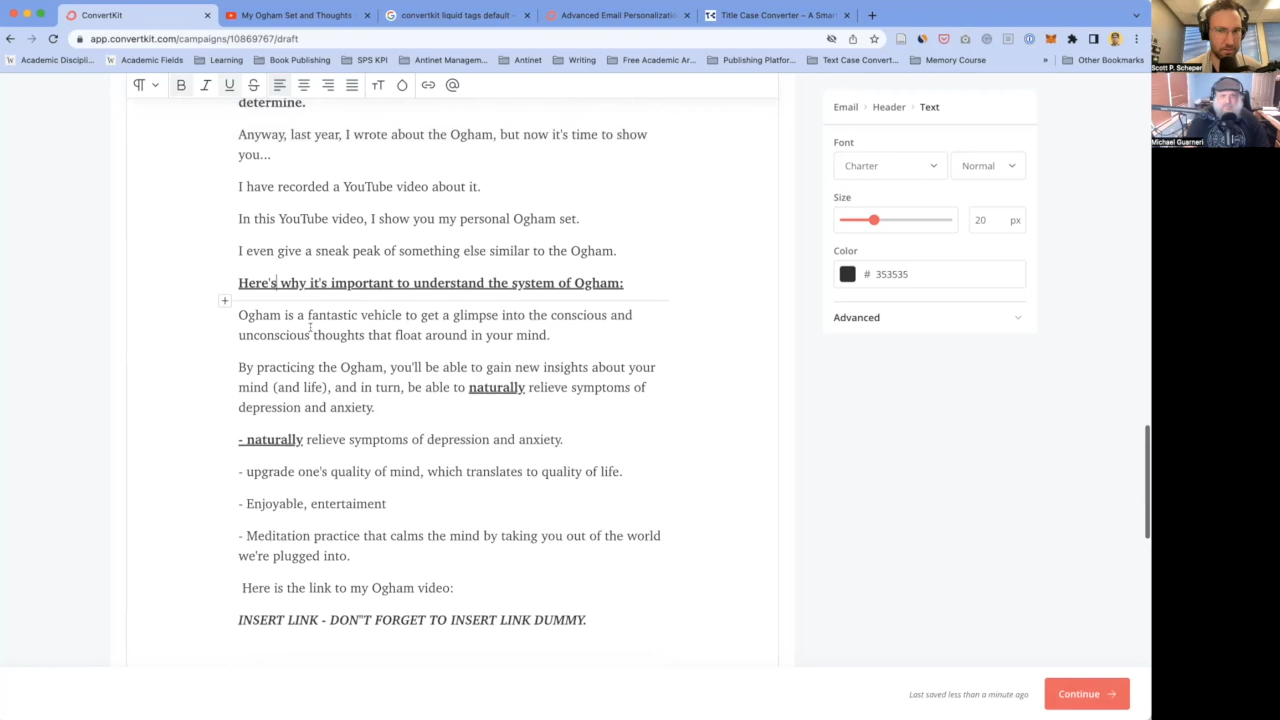 ConvertKit
My Ogham Set and Thoughts
convertkit liquid tags default -
Advanced Email Personalizatio
Title Case Converter – A Smar
app.convertkit.com/campaigns/10869767/draft
Academic Discipli...
Academic Fields
Learning
Book Shopping
SPS KPI
Antinet Managem...
Antinet
Writing
Free Academic Ar...
Publishing Platfor...
Text Case Convert...
Memory Course
»
Other Bookmarks
Scott P. Scheper
Michael Guarneri
determine.
Anyway, last year, I wrote about the Ogham, but now it's time to show
you...
I have recorded a YouTube video about it.
In this YouTube video, I show you my personal Ogham set.
I even give a sneak peak of something else similar to the Ogham.
Here's why it's important to understand the system of Ogham:
Ogham is a fantastic vehicle to get a glimpse into the conscious and
unconscious thoughts that float around in your mind.
By practicing the Ogham, you'll be able to gain new insights about your
mind (and life), and in turn, be able to naturally relieve symptoms of
depression and anxiety.
- naturally relieve symptoms of depression and anxiety.
- upgrade one's quality of mind, which translates to quality of life.
- Enjoyable, entertaiment
- Meditation practice that calms the mind by taking you out of the world
we're plugged into.
Here is the link to my Ogham video:
INSERT LINK - DON"T FORGET TO INSERT LINK DUMMY.
Email > Header > Text
Font
Charter
Normal
Size
20 px
Color
# 353535
Advanced
Last saved less than a minute ago
Continue →